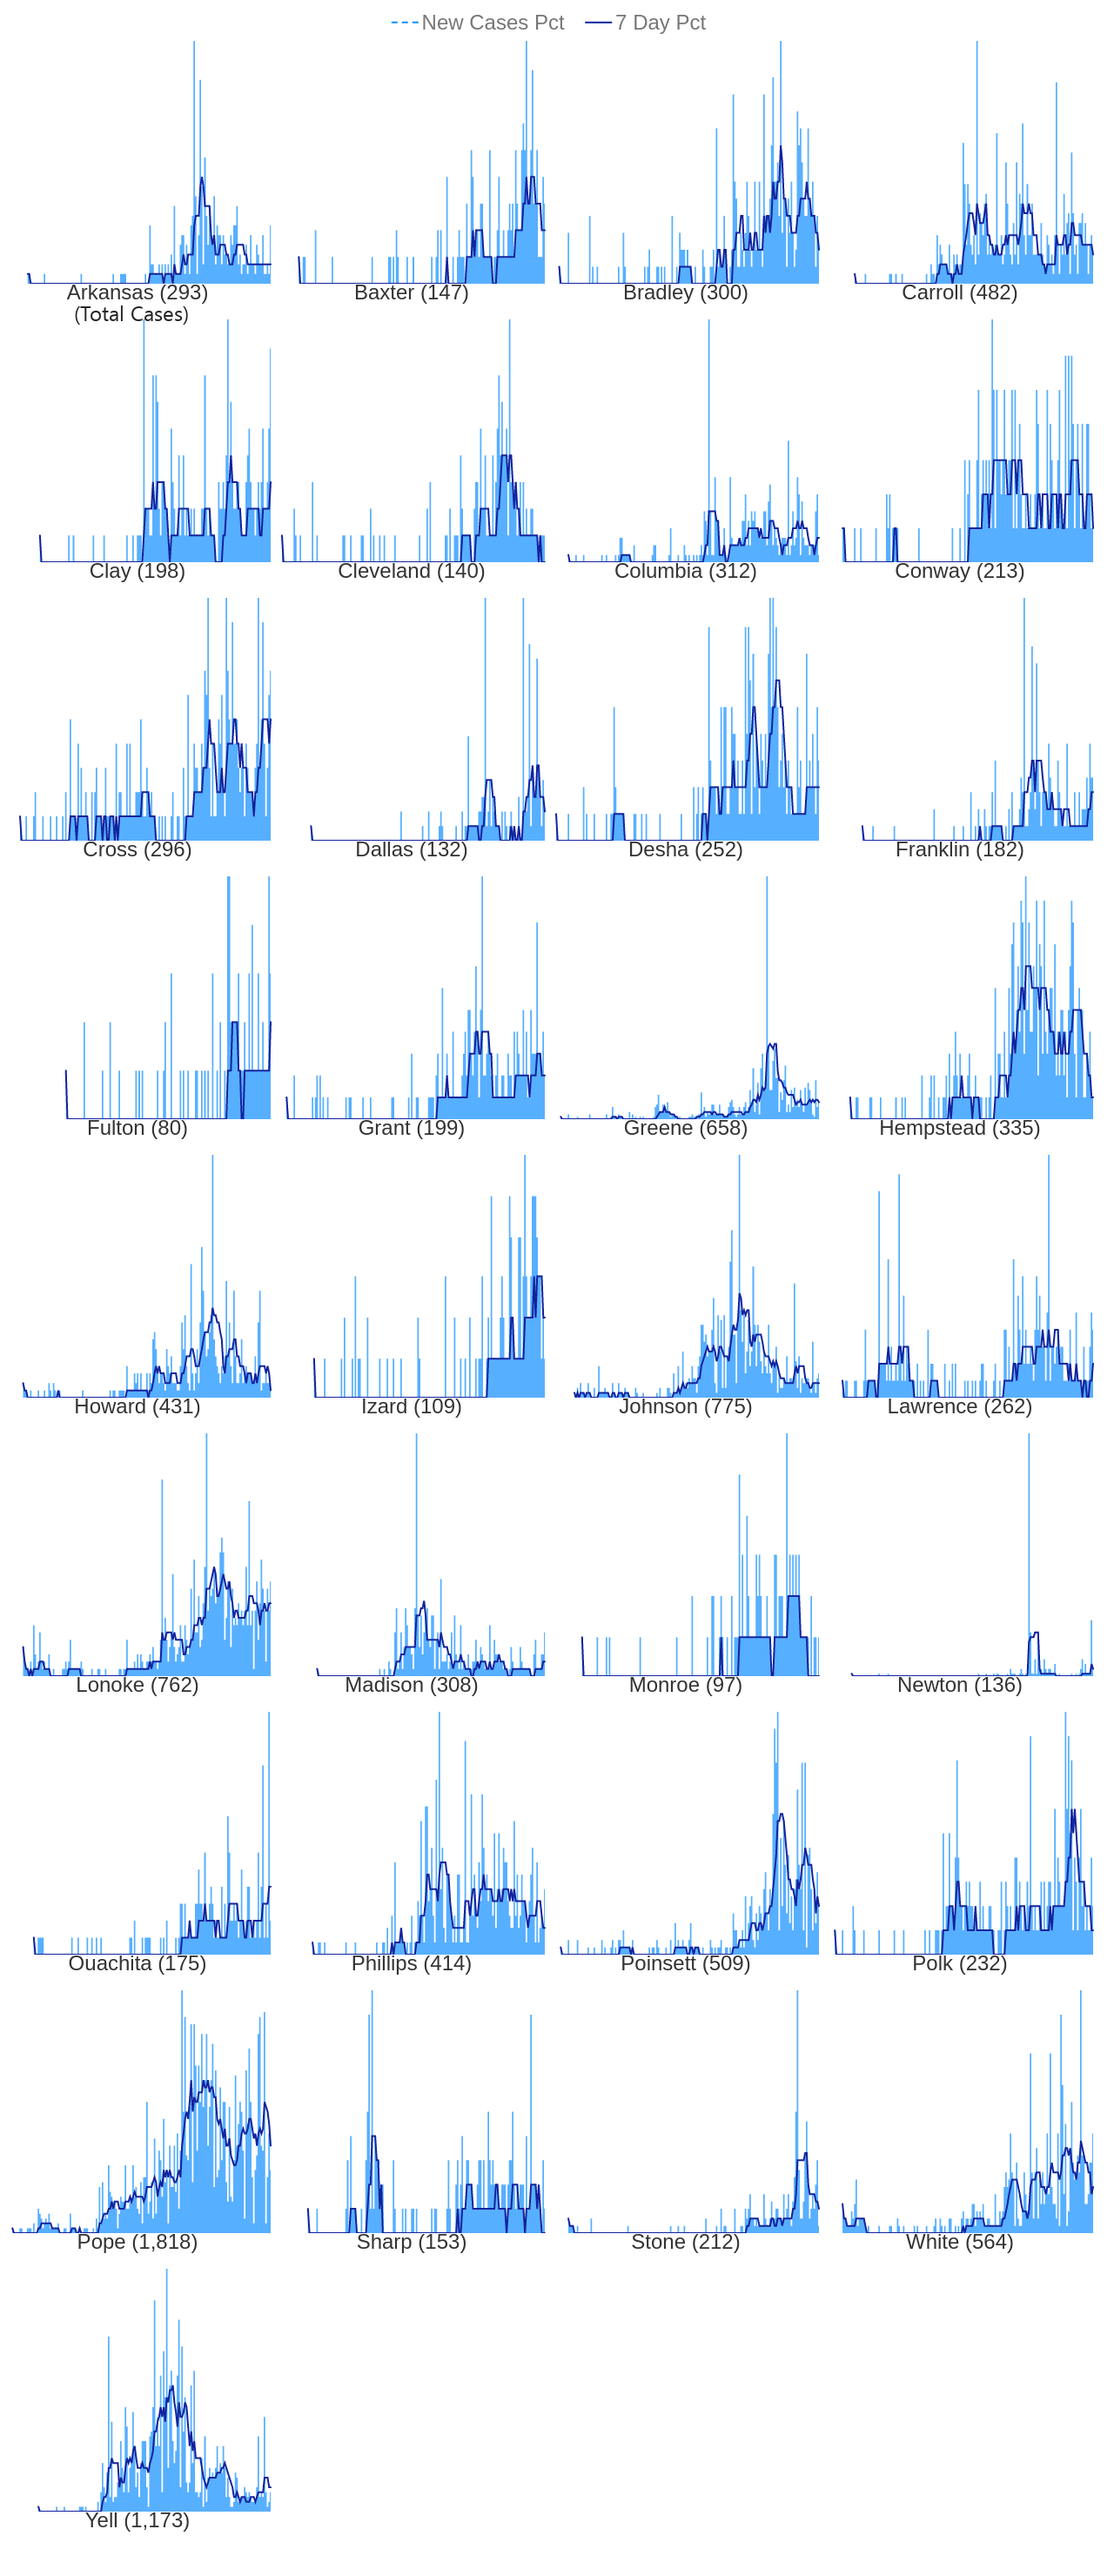 New Cases Pct 7 Day Pct
Arkansas (293) Baxter (147) Bradley (300) Carroll (482)
(Total Cases)
Clay (198) Cleveland (140) Columbia (312) Conway (213)
Cross (296) Dallas (132) Desha (252) Franklin (182)
Fulton (80) Grant (199) Greene (658) Hempstead (335)
Howard (431) Izard (109) Johnson (775) Lawrence (262)
Lonoke (762) Madison (308) Monroe (97) Newton (136)
Ouachita (175) Phillips (414) Poinsett (509) Polk (232)
Pope (1,818) Sharp (153) Stone (212) White (564)
Yell (1,173)